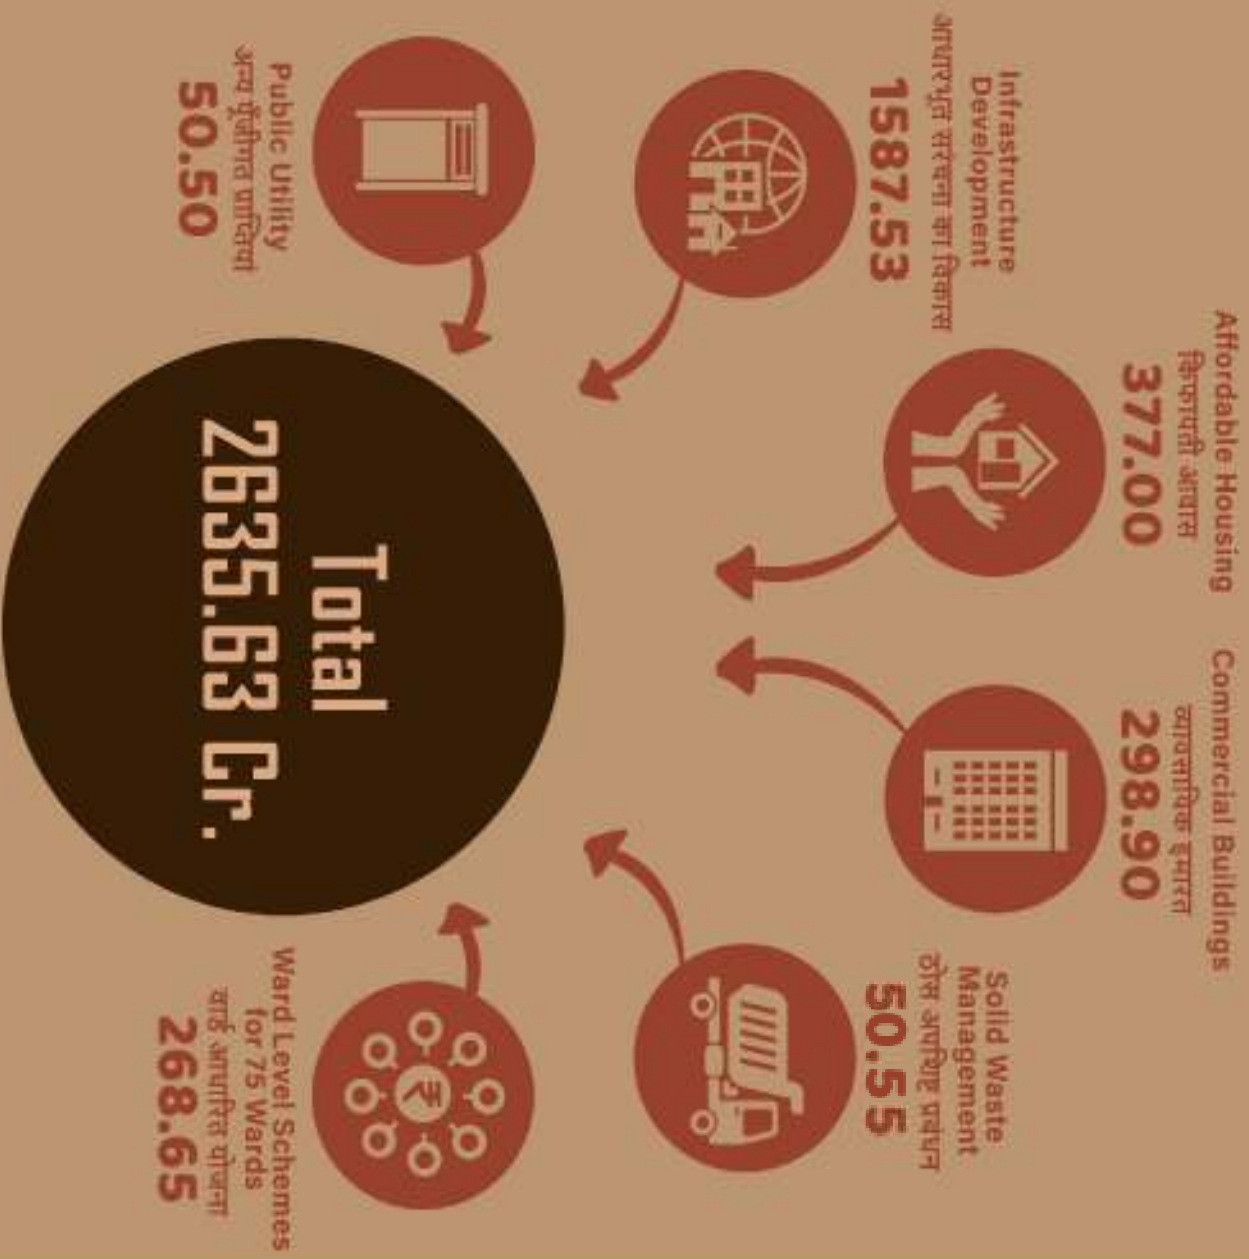 Affordable Housing
किफायती आवास
377.00
Commercial Buildings
व्यावसायिक इमारत
298.90
Infrastructure
Development
आधारभूत सरंचना का विकास
1587.53
Solid Waste
Management
ठोस अपशिष्ट प्रबंधन
50.55
Public Utility
अन्य पूँजीगत प्राप्तियां
50.50
Ward Level Schemes
for 75 Wards
वार्ड आधारित योजना
268.65
Total
2635.63 Cr.
₹